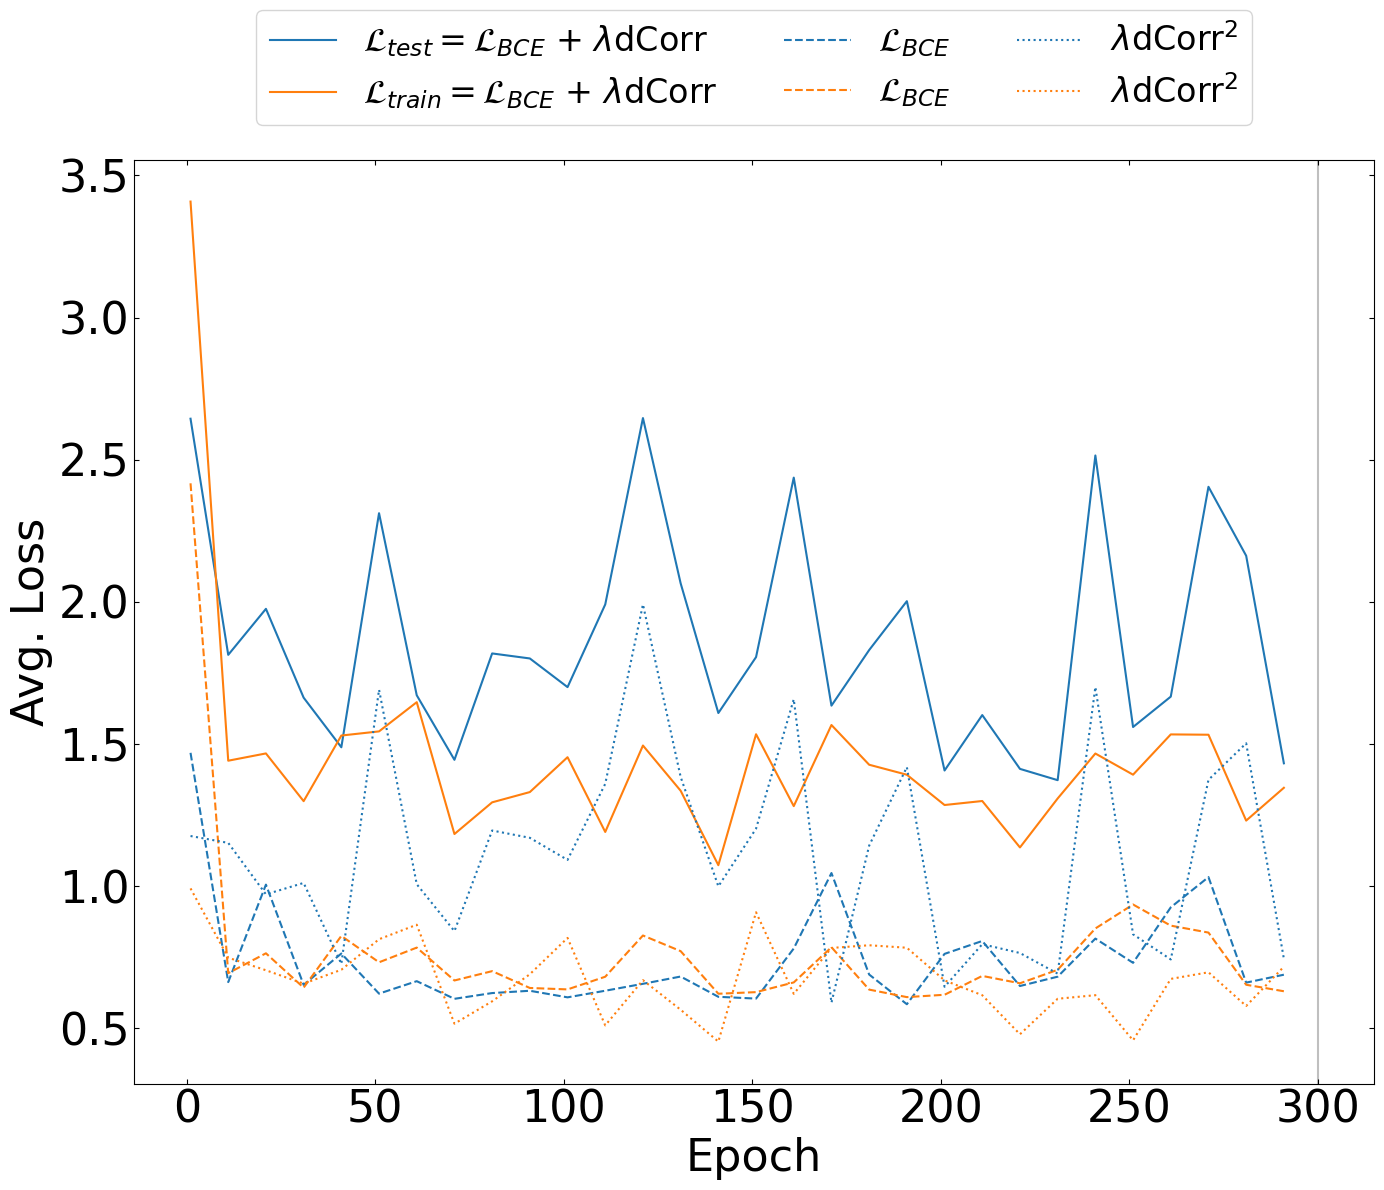 ℒ_test = ℒ_BCE + λdCorr ℒ_BCE λdCorr²
ℒ_train = ℒ_BCE + λdCorr ℒ_BCE λdCorr²
3.5
3.0
2.5
2.0
1.5
1.0
0.5
Avg. Loss
0 50 100 150 200 250 300
Epoch